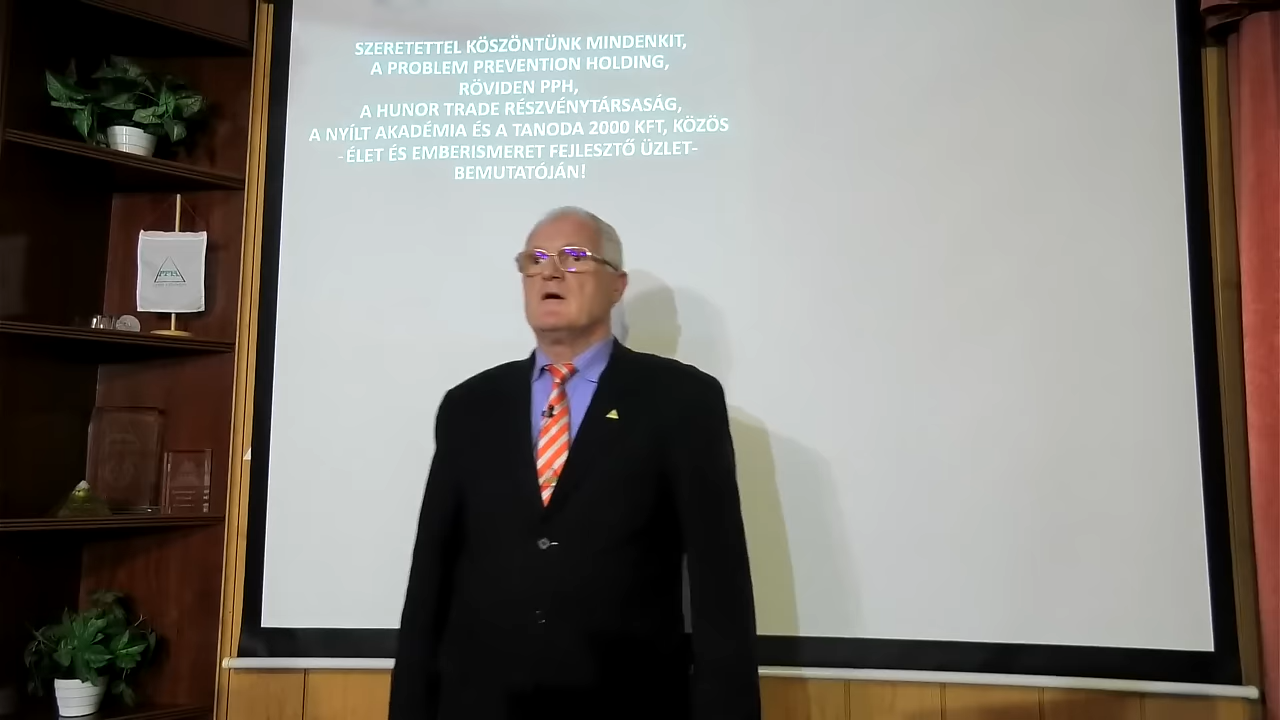 SZERETETTEL KÖSZÖNTÜNK MINDENKIT,
A PROBLEM PREVENTION HOLDING,
RÖVIDEN PPH,
A HUNOR TRADE RÉSZVÉNYTÁRSASÁG,
A NYÍLT AKADÉMIA ÉS A TANODA 2000 KFT, KÖZÖS
-ÉLET ÉS EMBERISMERET FEJLESZTŐ ÜZLET-
BEMUTATÓJÁN!
PPH